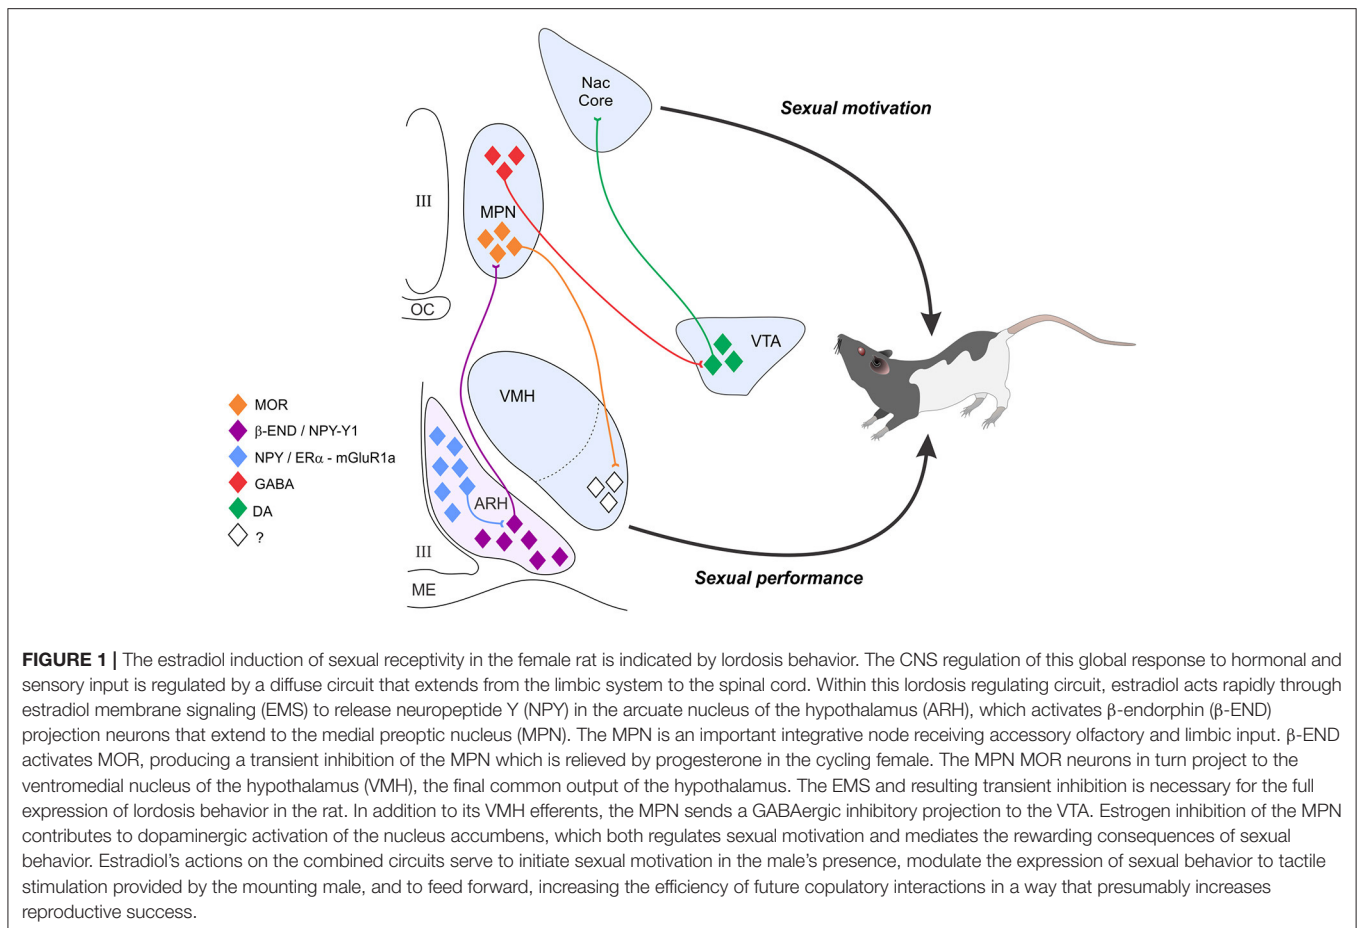 Nac
Core
Sexual motivation
III
MPN
OC
VTA
VMH
MOR
β-END / NPY-Y1
NPY / ERα - mGluR1a
GABA
DA
?
ARH
III
ME
Sexual performance
FIGURE 1 | The estradiol induction of sexual receptivity in the female rat is indicated by lordosis behavior. The CNS regulation of this global response to hormonal and
sensory input is regulated by a diffuse circuit that extends from the limbic system to the spinal cord. Within this lordosis regulating circuit, estradiol acts rapidly through
estradiol membrane signaling (EMS) to release neuropeptide Y (NPY) in the arcuate nucleus of the hypothalamus (ARH), which activates β-endorphin (β-END)
projection neurons that extend to the medial preoptic nucleus (MPN). The MPN is an important integrative node receiving accessory olfactory and limbic input. β-END
activates MOR, producing a transient inhibition of the MPN which is relieved by progesterone in the cycling female. The MPN MOR neurons in turn project to the
ventromedial nucleus of the hypothalamus (VMH), the final common output of the hypothalamus. The EMS and resulting transient inhibition is necessary for the full
expression of lordosis behavior in the rat. In addition to its VMH efferents, the MPN sends a GABAergic inhibitory projection to the VTA. Estrogen inhibition of the MPN
contributes to dopaminergic activation of the nucleus accumbens, which both regulates sexual motivation and mediates the rewarding consequences of sexual
behavior. Estradiol's actions on the combined circuits serve to initiate sexual motivation in the male's presence, modulate the expression of sexual behavior to tactile
stimulation provided by the mounting male, and to feed forward, increasing the efficiency of future copulatory interactions in a way that presumably increases
reproductive success.